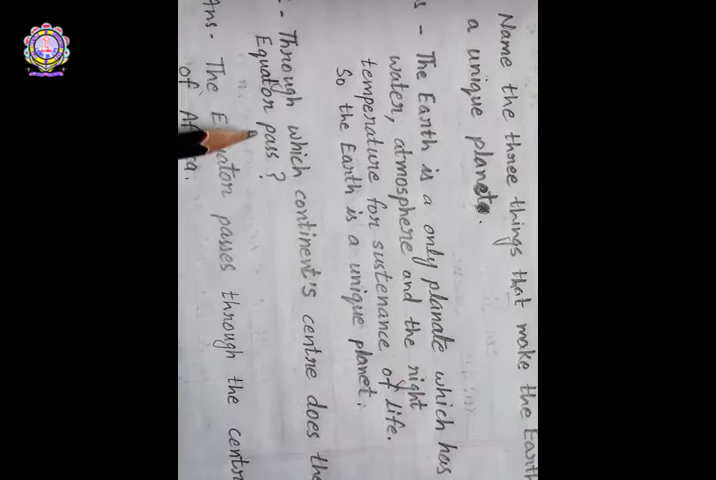 Name the three things that make the Earth
a unique planet.
s - The Earth is a only planate which has
water, atmosphere and the right
temperature for sustenance of life.
So the Earth is a unique planet.
- Through which continent's centre does the
Equator pass ?
Ans- The Equator passes through the centre
of Africa.